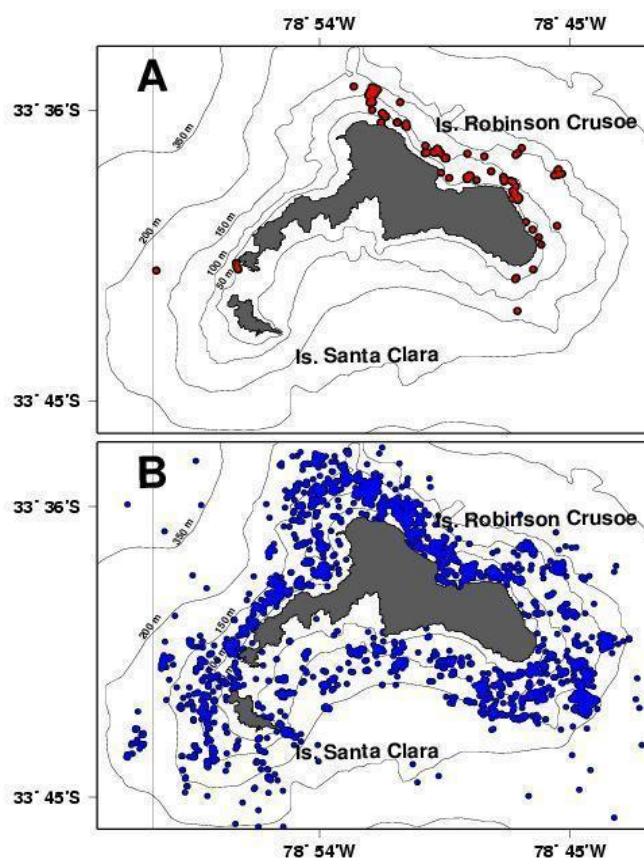 78° 54'W 78° 45'W
A
33° 36'S
Is. Robinson Crusoe
350 m
200 m
150 m
100 m
50 m
Is. Santa Clara
33° 45'S
B
33° 36'S
Is. Robinson Crusoe
350 m
200 m
150 m
Is. Santa Clara
33° 45'S
78° 54'W 78° 45'W